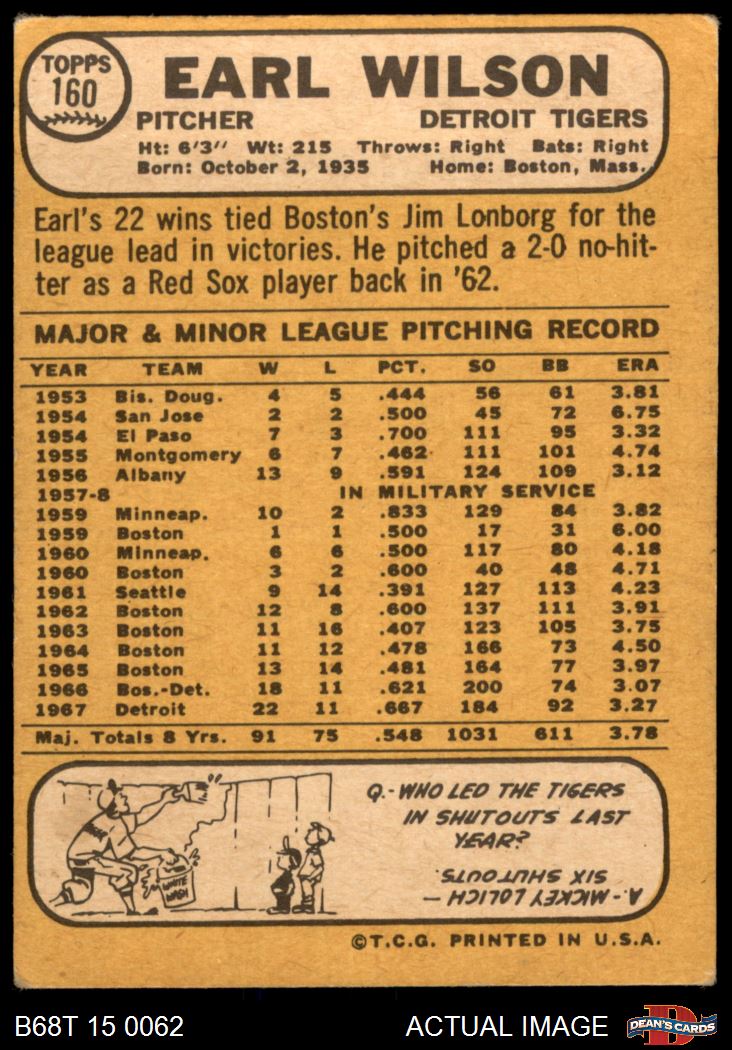 TOPPS
160
EARL WILSON
PITCHER DETROIT TIGERS
Ht: 6'3" Wt: 215 Throws: Right Bats: Right
Born: October 2, 1935 Home: Boston, Mass.
Earl's 22 wins tied Boston's Jim Lonborg for the
league lead in victories. He pitched a 2-0 no-hit-
ter as a Red Sox player back in '62.
MAJOR & MINOR LEAGUE PITCHING RECORD
YEAR TEAM W L PCT. SO BB ERA
1953 Bis. Doug. 4 5 .444 56 61 3.81
1954 San Jose 2 2 .500 45 72 6.75
1954 El Paso 7 3 .700 111 95 3.32
1955 Montgomery 6 7 .462 111 101 4.74
1956 Albany 13 9 .591 124 109 3.12
1957-8 IN MILITARY SERVICE
1959 Minneap. 10 2 .833 129 84 3.82
1959 Boston 1 1 .500 17 31 6.00
1960 Minneap. 6 6 .500 117 80 4.18
1960 Boston 3 2 .600 40 48 4.71
1961 Seattle 9 14 .391 127 113 4.23
1962 Boston 12 8 .600 137 111 3.91
1963 Boston 11 16 .407 123 105 3.75
1964 Boston 11 12 .478 166 73 4.50
1965 Boston 13 14 .481 164 77 3.97
1966 Bos.-Det. 18 11 .621 200 74 3.07
1967 Detroit 22 11 .667 184 92 3.27
Maj. Totals 8 Yrs. 91 75 .548 1031 611 3.78
Q.- WHO LED THE TIGERS
IN SHUTOUTS LAST
YEAR?
A.- MICKEY LOLICH —
SIX SHUTOUTS.
WHITE
WASH
©T.C.G. PRINTED IN U.S.A.
B68T 15 0062 ACTUAL IMAGE
DEAN'S CARDS